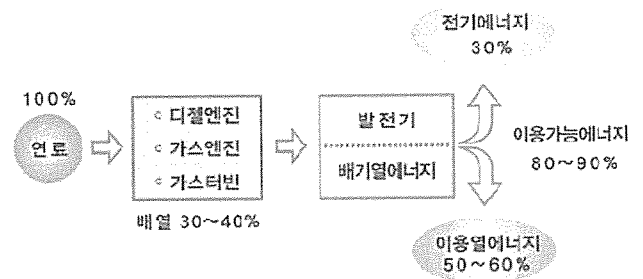 전기에너지
30%
100%
연로
디젤엔진
가스엔진
가스터빈
배열 30～40%
발전기
배기열에너지
이용가능에너지
80～90%
이용열에너지
50～60%